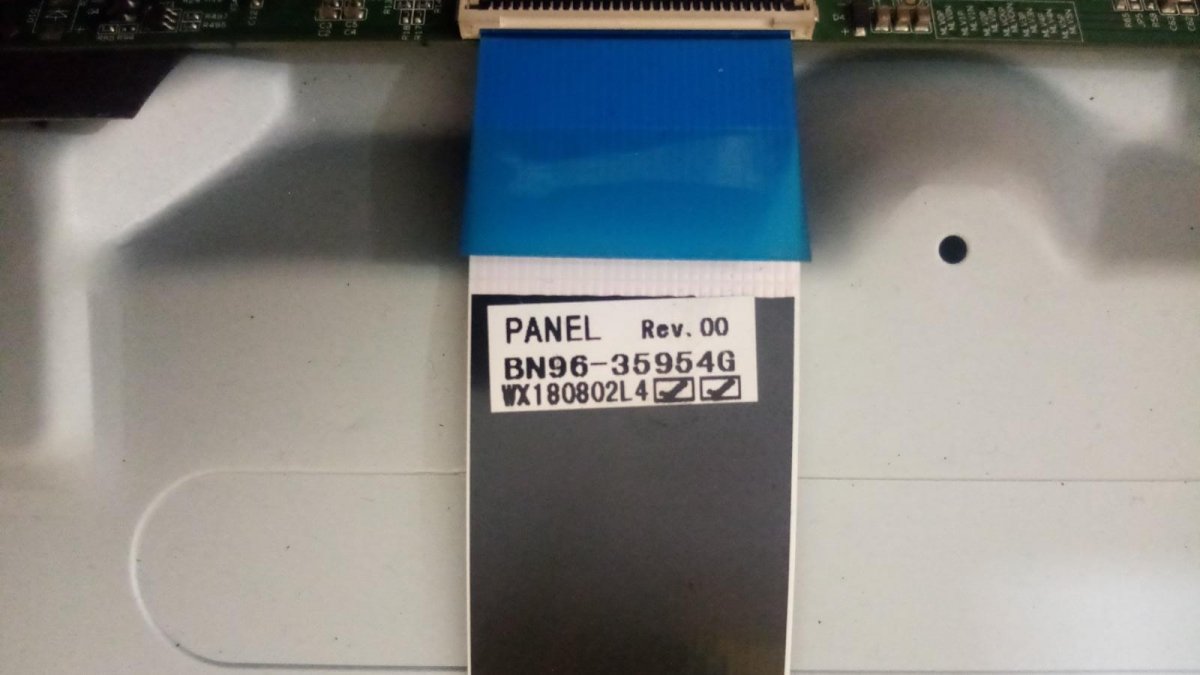 PANEL Rev. 00
BN96-35954G
WX180802L4